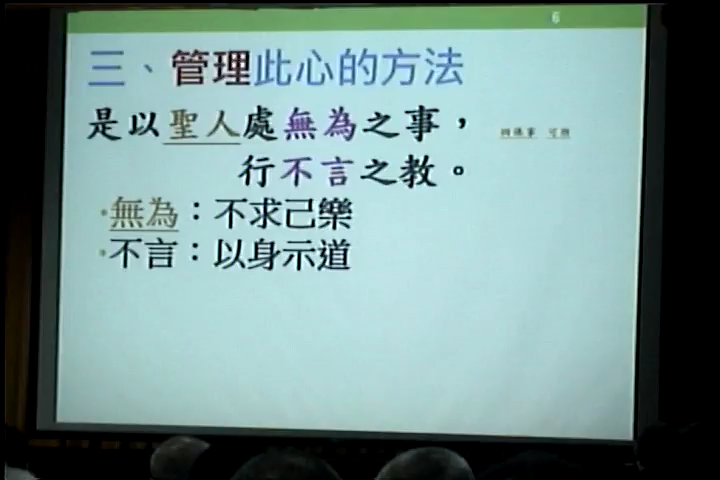 6
三、管理此心的方法
是以聖人處無為之事，
行不言之教。
•無為：不求己樂
•不言：以身示道